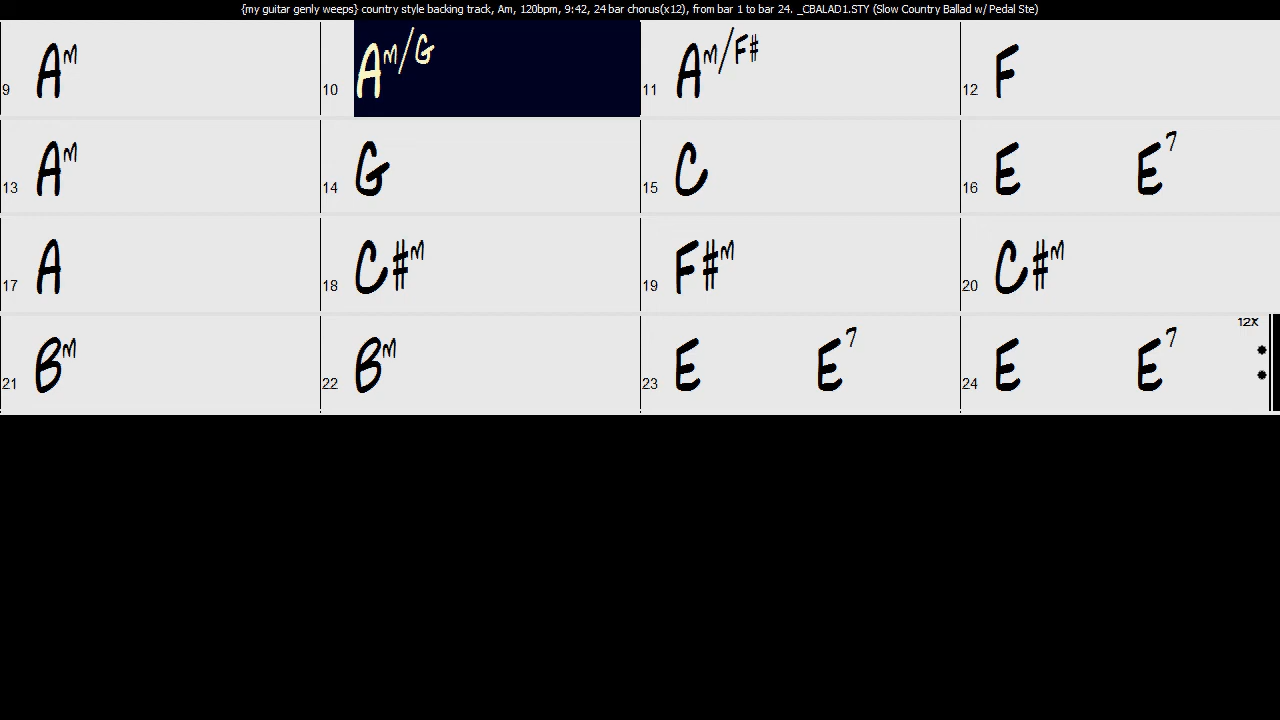 {my guitar genly weeps} country style backing track, Am, 120bpm, 9:42, 24 bar chorus(x12), from bar 1 to bar 24. _CBALAD1.STY (Slow Country Ballad w/ Pedal Ste)
9 Am 10 Am/G 11 Am/F# 12 F
13 Am 14 G 15 C 16 E E7
17 A 18 C#m 19 F#m 20 C#m
12x
21 Bm 22 Bm 23 E E7 24 E E7